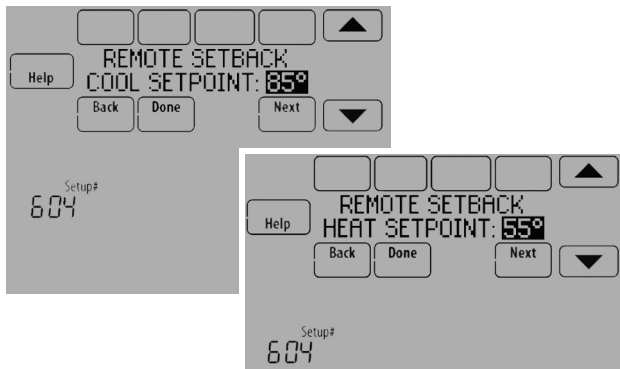 REMOTE SETBACK
Help
COOL SETPOINT: 85°
Back Done Next
Setup#
604
REMOTE SETBACK
Help
HEAT SETPOINT: 55°
Back Done Next
Setup#
604